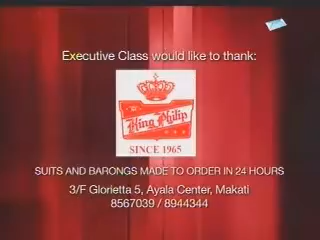 Executive Class would like to thank:
King Philip
SINCE 1965
SUITS AND BARONGS MADE TO ORDER IN 24 HOURS
3/F Glorietta 5, Ayala Center, Makati
8567039 / 8944344